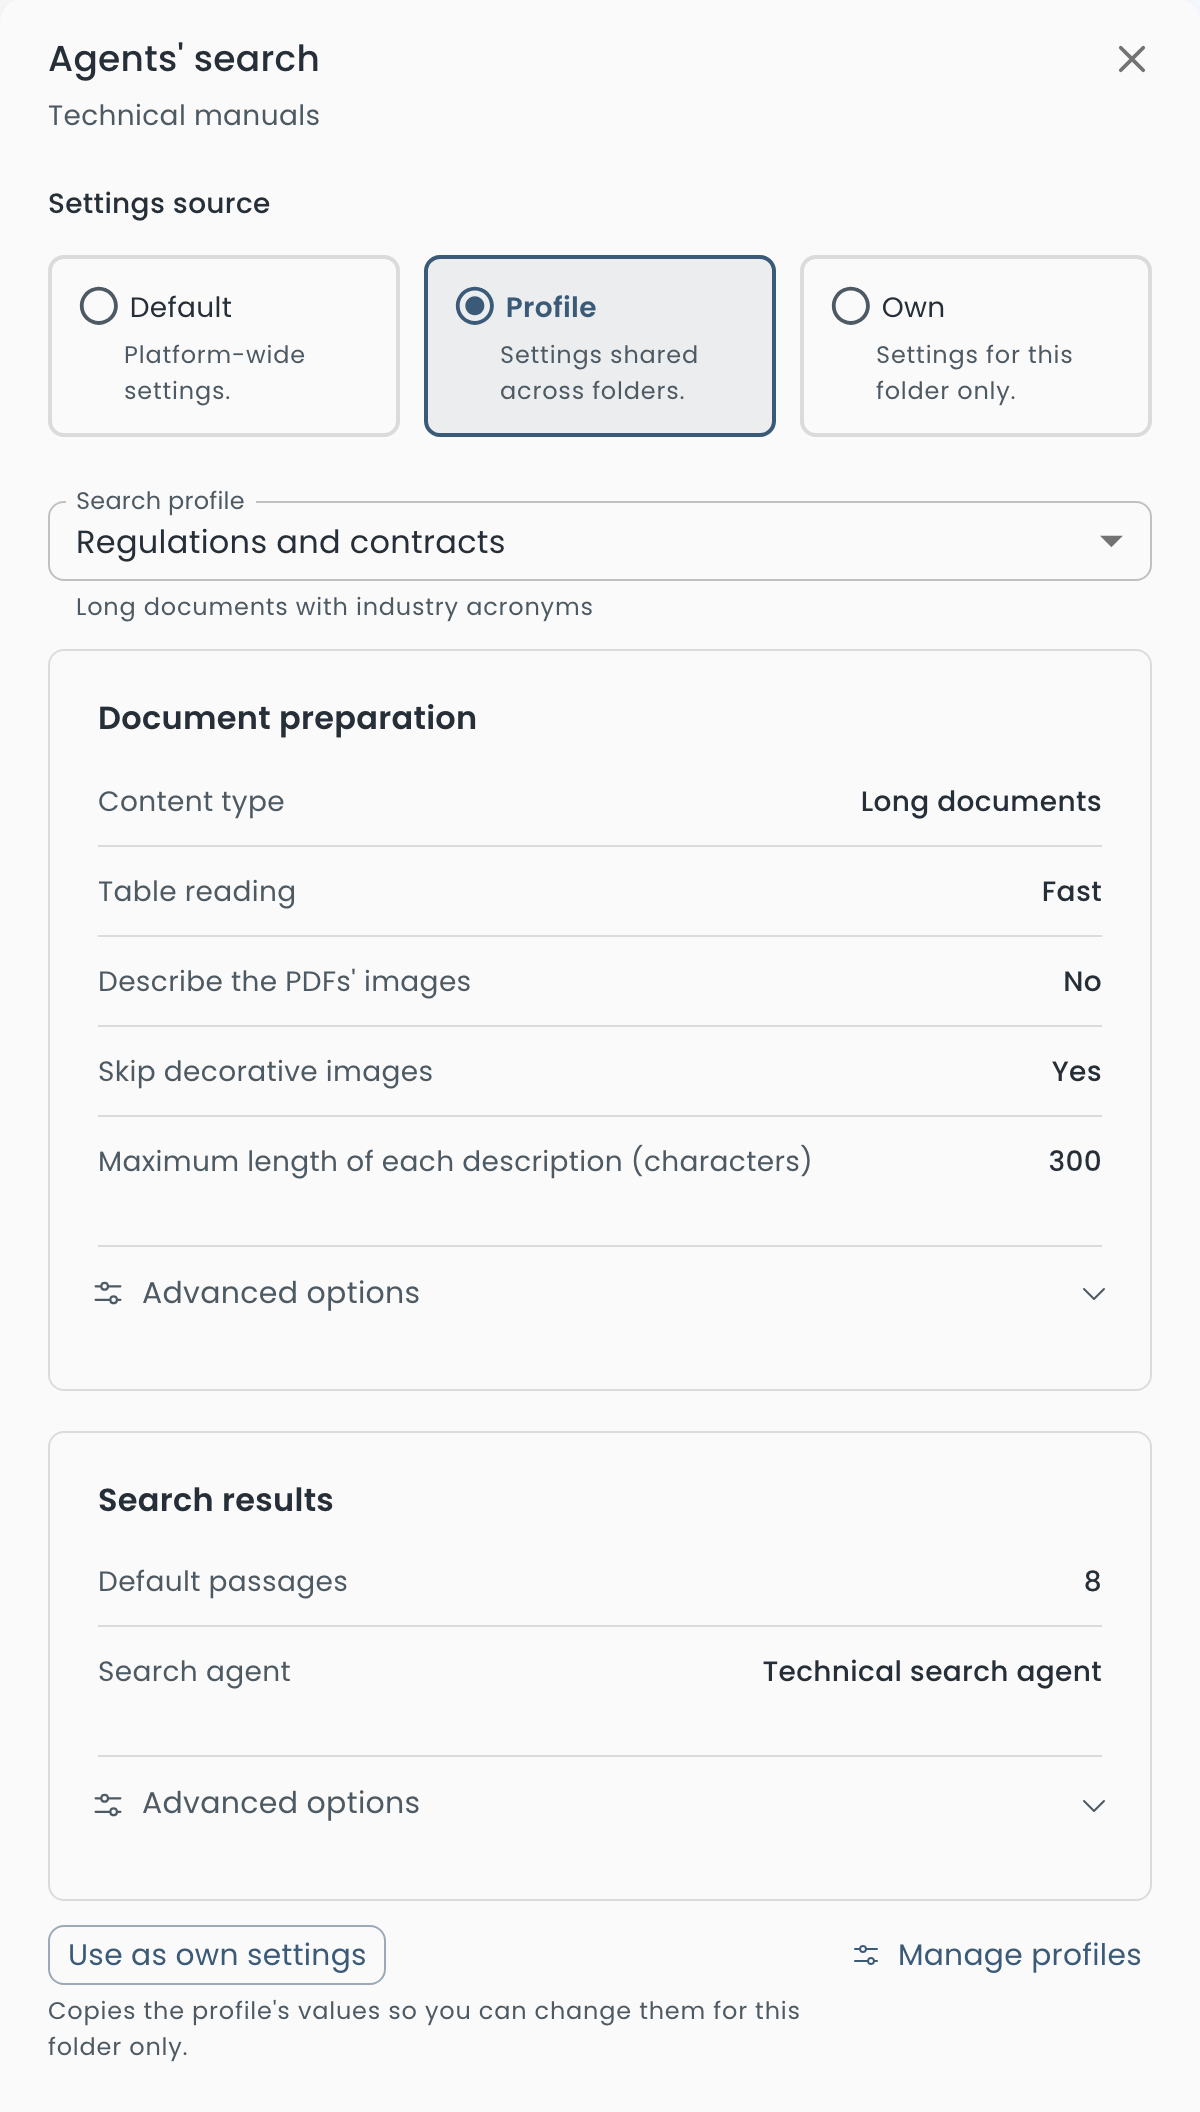 Agents' search
Technical manuals
Settings source
Default
Platform-wide
settings.
Profile
Settings shared
across folders.
Own
Settings for this
folder only.
Search profile
Regulations and contracts
Long documents with industry acronyms
Document preparation
Content type Long documents
Table reading Fast
Describe the PDFs' images No
Skip decorative images Yes
Maximum length of each description (characters) 300
Advanced options
Search results
Default passages 8
Search agent Technical search agent
Advanced options
Use as own settings
Manage profiles
Copies the profile's values so you can change them for this
folder only.